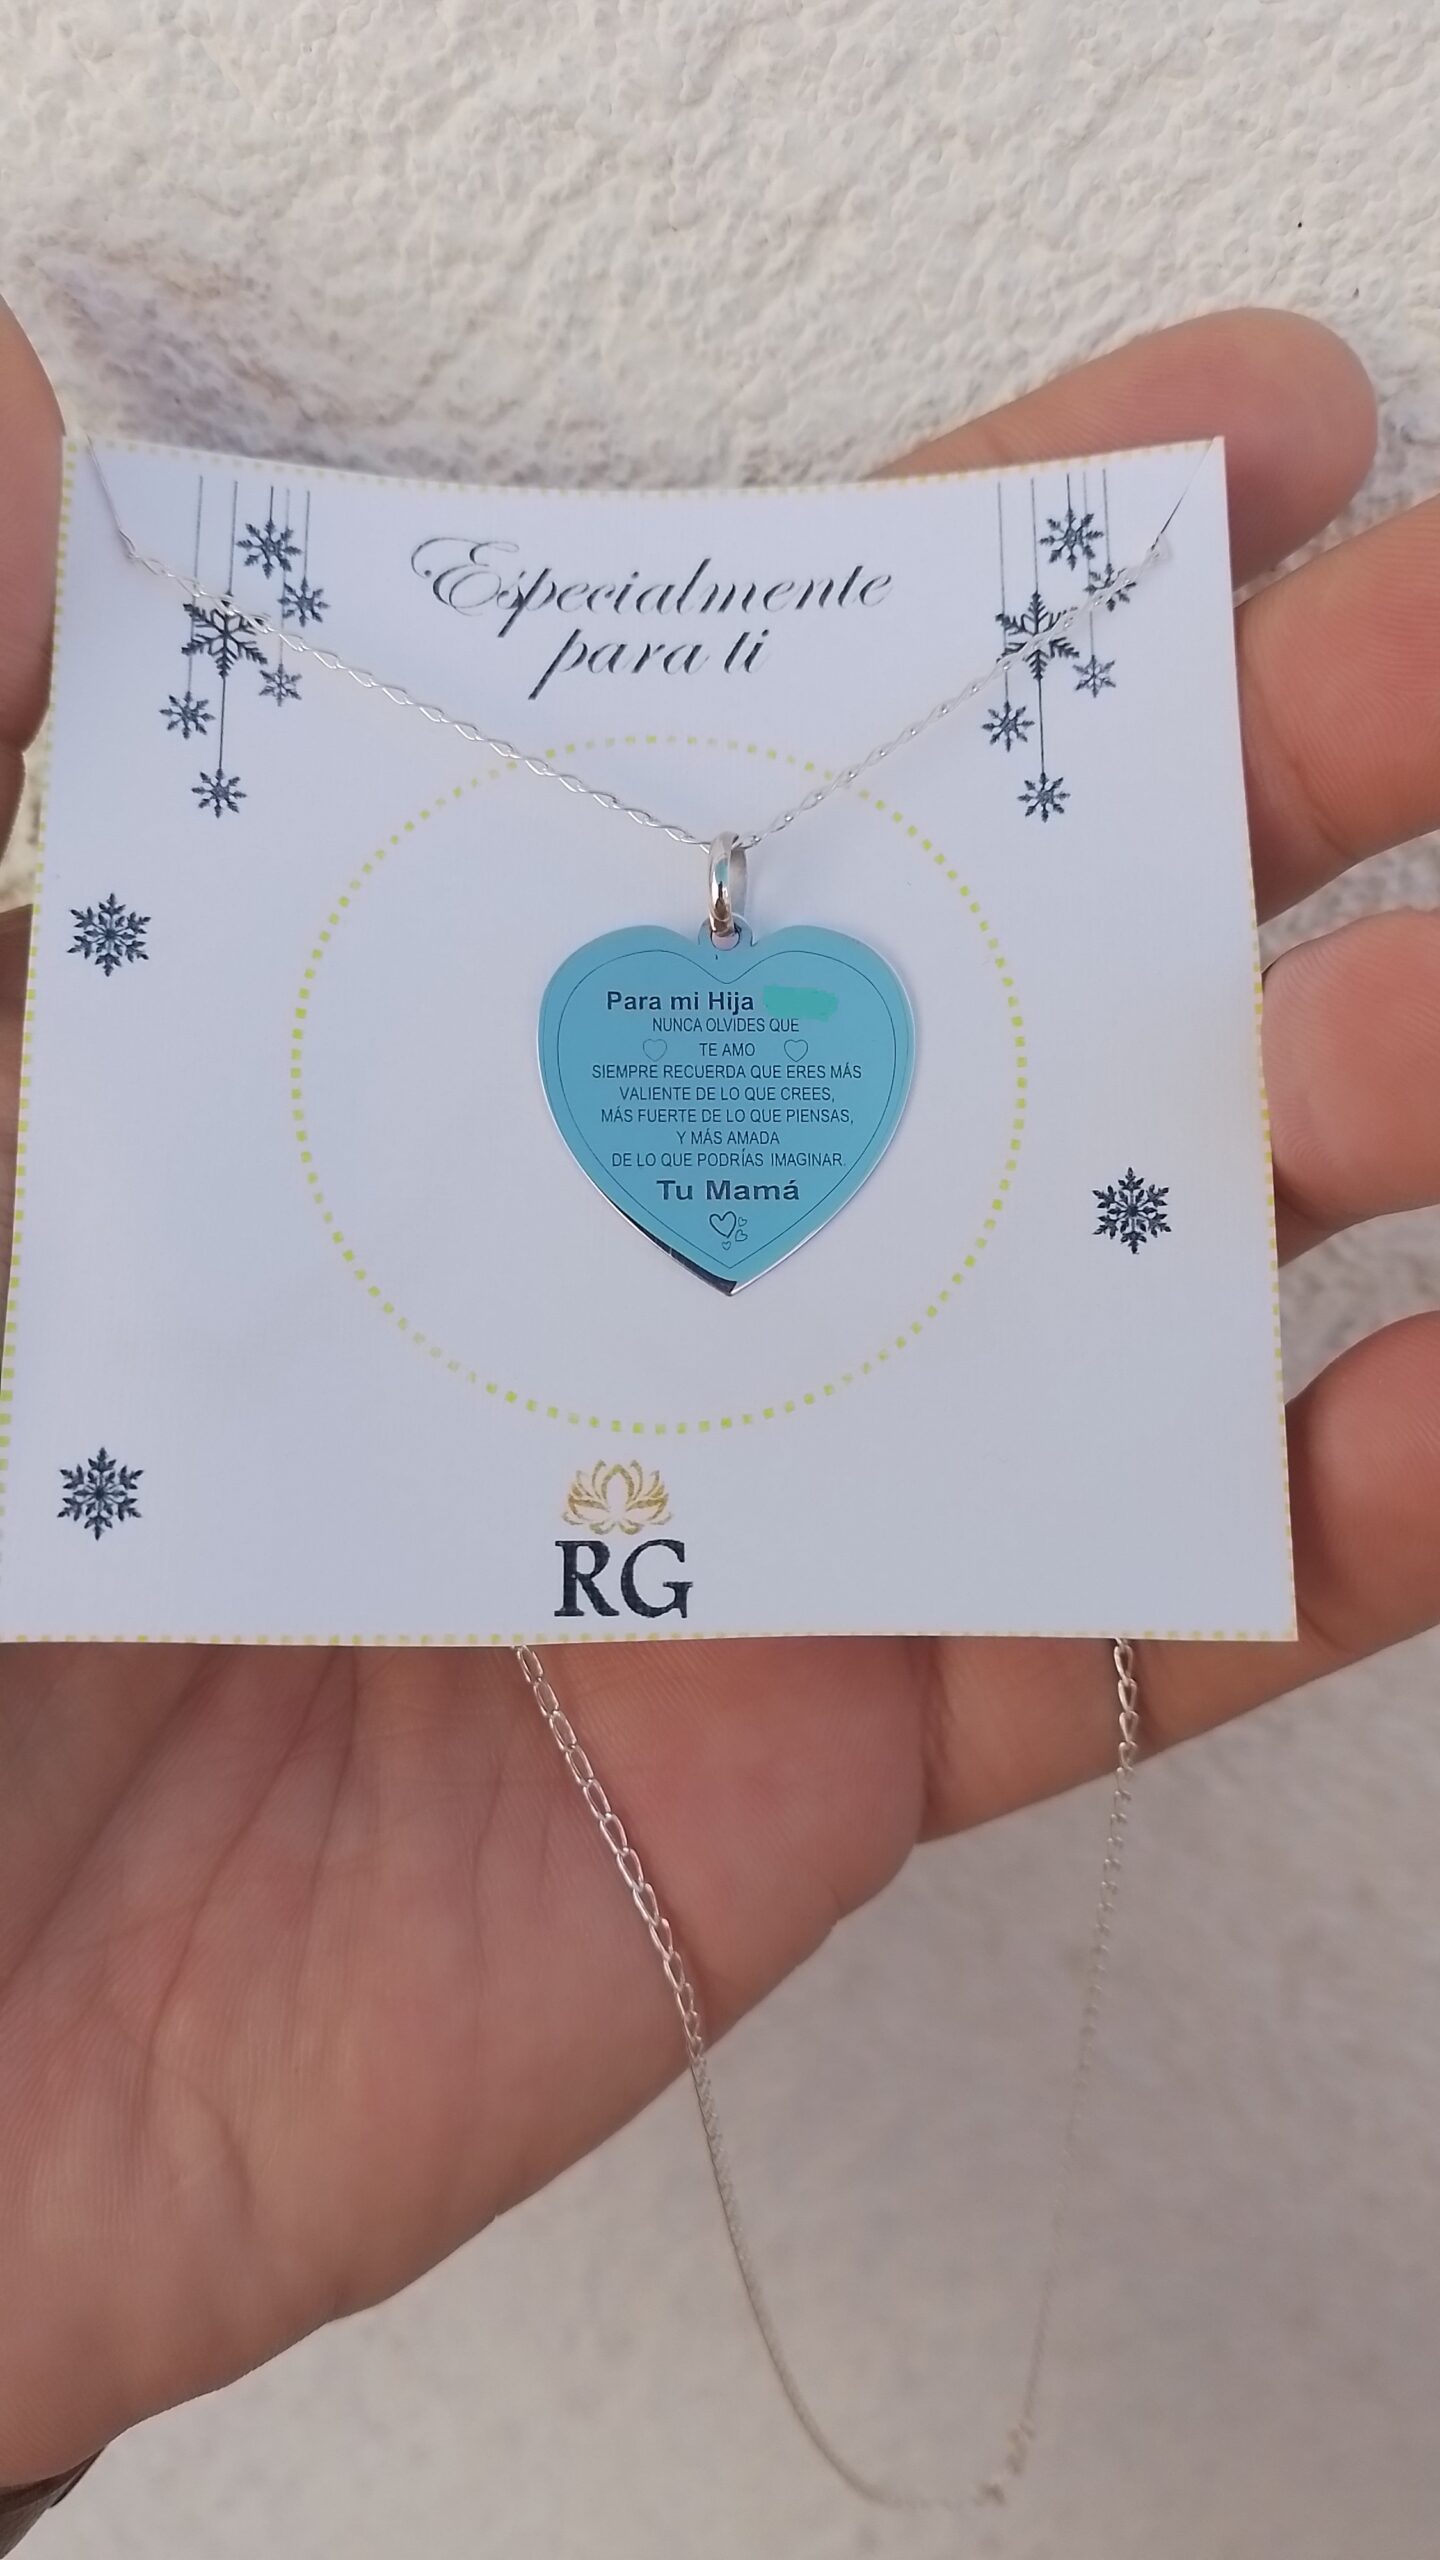 Especialmente
para ti
Para mi Hija
NUNCA OLVIDES QUE
TE AMO
SIEMPRE RECUERDA QUE ERES MÁS
VALIENTE DE LO QUE CREES,
MÁS FUERTE DE LO QUE PIENSAS,
Y MÁS AMADA
DE LO QUE PODRÍAS IMAGINAR.
Tu Mamá
RG